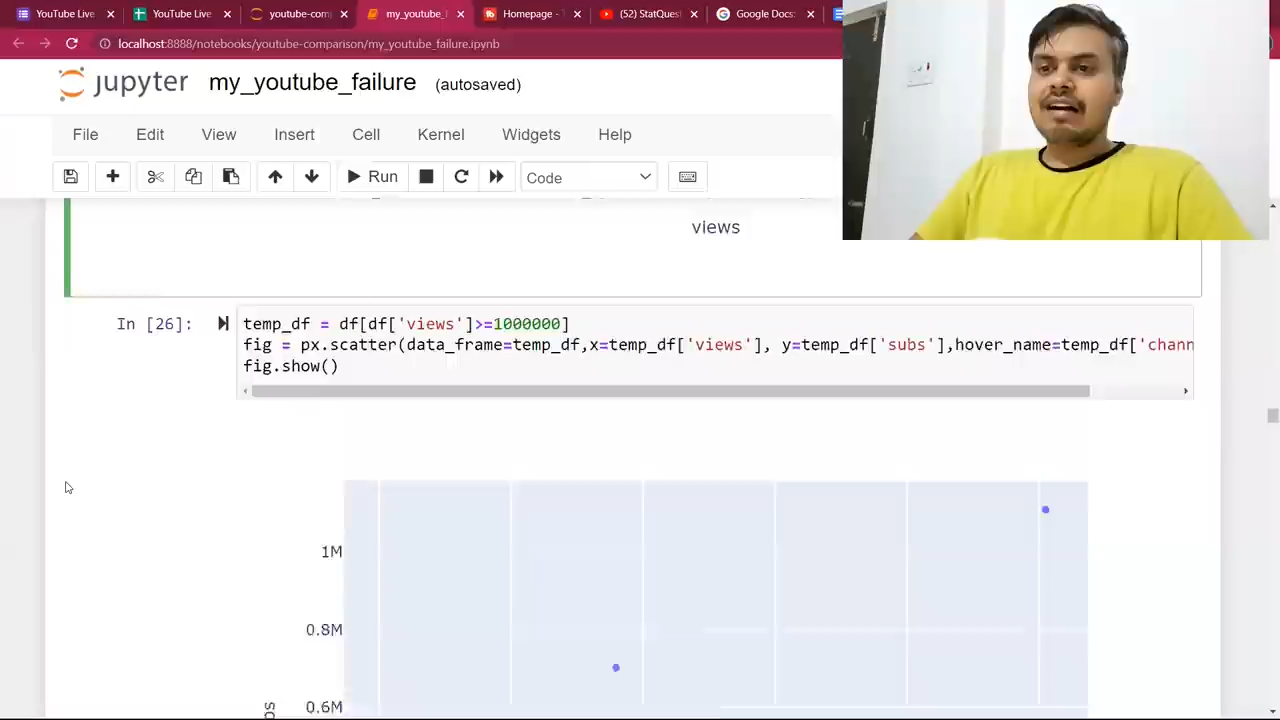 YouTube Live
YouTube Live
youtube-com
my_youtube_f
Homepage - T
(52) StatQues
Google Docs:
localhost:8888/notebooks/youtube-comparison/my_youtube_failure.ipynb
jupyter my_youtube_failure (autosaved)
File Edit View Insert Cell Kernel Widgets Help
Run Code
views
In [26]: temp_df = df[df['views']>=1000000]
fig = px.scatter(data_frame=temp_df,x=temp_df['views'], y=temp_df['subs'],hover_name=temp_df['chann
fig.show()
1M
0.8M
0.6M